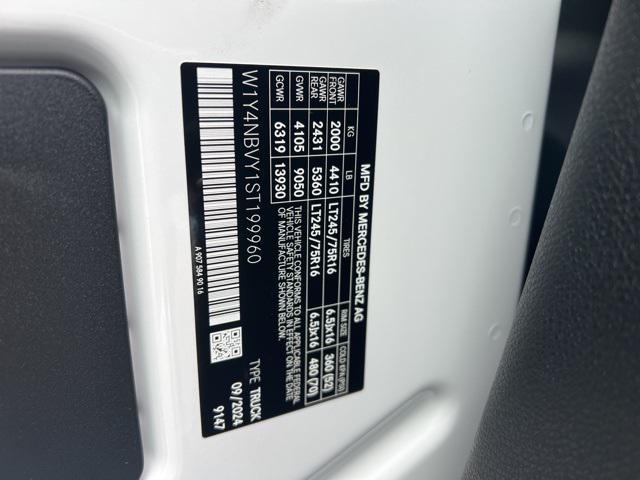 MFD BY MERCEDES-BENZ AG
KG LB TIRES RIM SIZE COLD KPA (PSI)
GAWR FRONT 2000 4410 LT245/75R16 6.5Jx16 360 (52)
GAWR REAR 2431 5360 LT245/75R16 6.5Jx16 480 (70)
GVWR 4105 9050 THIS VEHICLE CONFORMS TO ALL APPLICABLE FEDERAL
VEHICLE SAFETY STANDARDS IN EFFECT ON THE DATE
GCWR 6319 13930 OF MANUFACTURE SHOWN BELOW.
W1Y4NBVY1ST199960 TYPE TRUCK
09/2024
A 907 584 90 16 9147